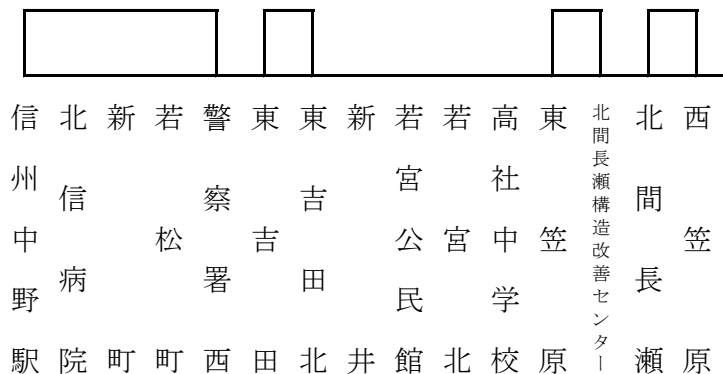 信州中野駅
北信病院
新町
若松町
警察署西
東吉田
東吉田北
新井
若宮公民館
若宮北
高社中学校
東笠原
北間長瀬構造改善センター
北間長瀬
西笠原